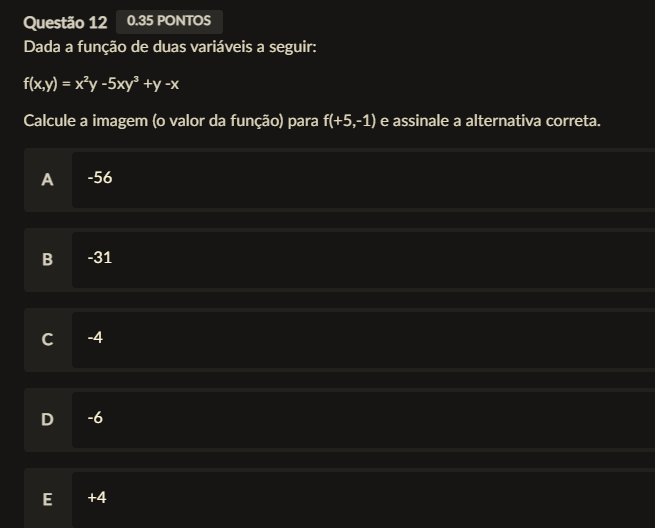 Questão 12 0.35 PONTOS
Dada a função de duas variáveis a seguir:
f(x,y) = x²y -5xy³ +y -x
Calcule a imagem (o valor da função) para f(+5,-1) e assinale a alternativa correta.
A -56
B -31
C -4
D -6
E +4